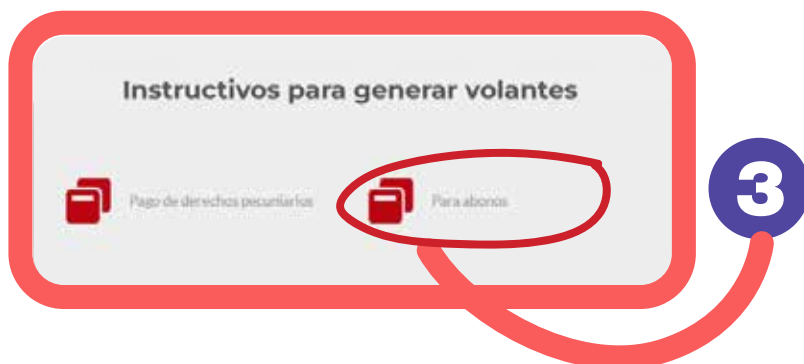 Instructivos para generar volantes
Pago de derechos pecuniarios
Para abonos
3